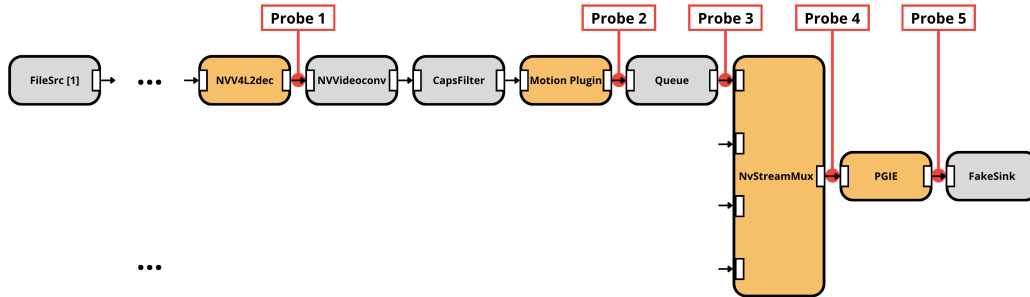 Probe 1
Probe 2
Probe 3
Probe 4
Probe 5
FileSrc [1]
NVV4L2dec
NVVideoconv
CapsFilter
Motion Plugin
Queue
NvStreamMux
PGIE
FakeSink